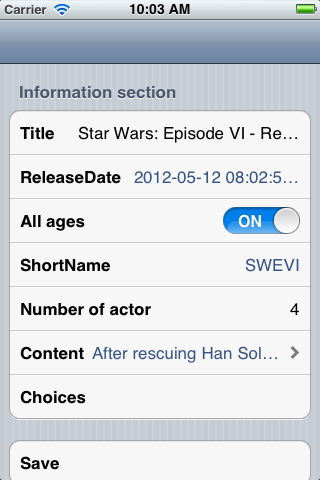 Carrier 10:03 AM
Information section
Title Star Wars: Episode VI - Re...
ReleaseDate 2012-05-12 08:02:5...
All ages ON
ShortName SWEVI
Number of actor 4
Content After rescuing Han Sol...
Choices
Save